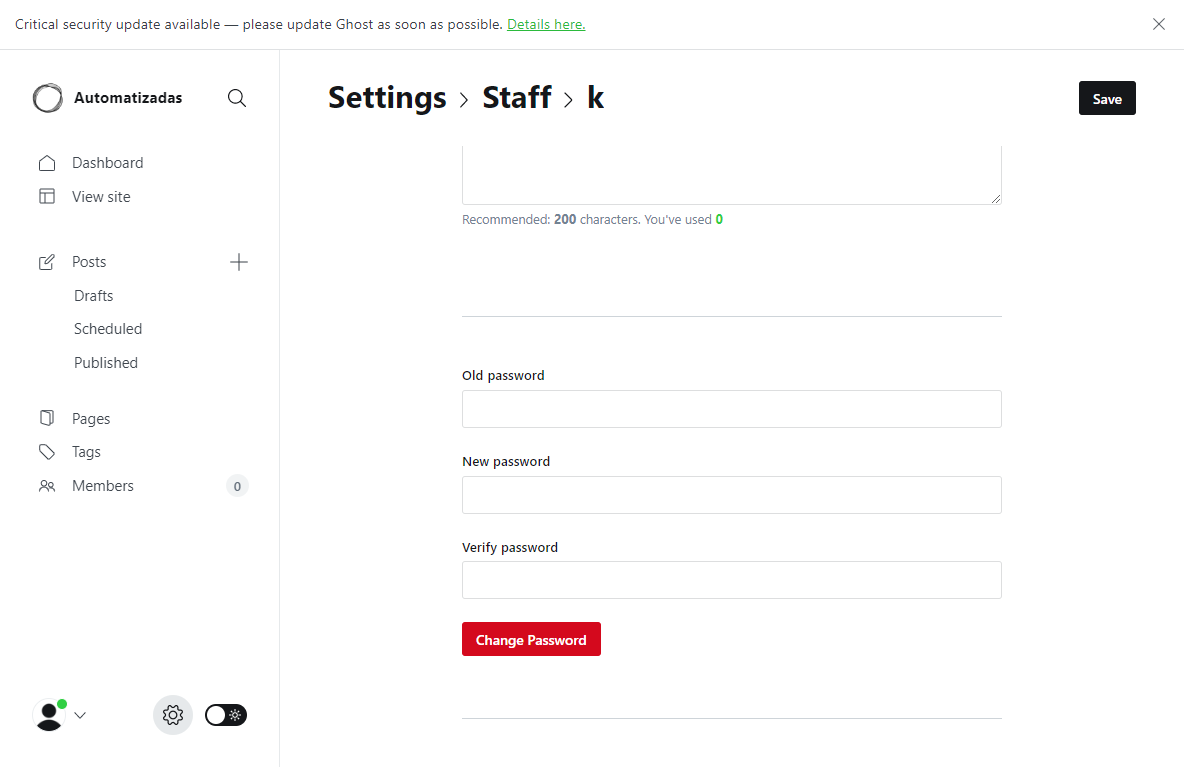 Critical security update available — please update Ghost as soon as possible. Details here.
Automatizadas
Settings > Staff > k
Save
Dashboard
View site
Posts
Drafts
Scheduled
Published
Pages
Tags
Members
0
Recommended: 200 characters. You've used 0
Old password
New password
Verify password
Change Password